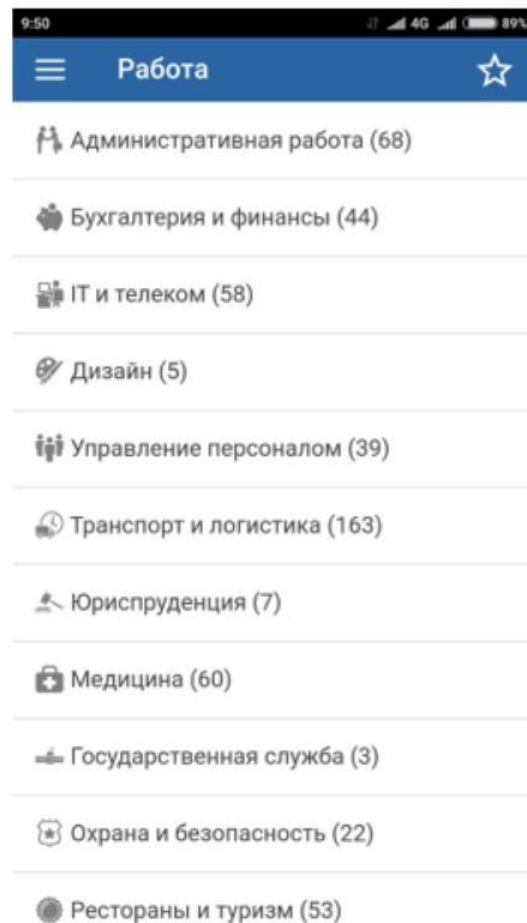 9:50
4G 89%
Работа
Административная работа (68)
Бухгалтерия и финансы (44)
IT и телеком (58)
Дизайн (5)
Управление персоналом (39)
Транспорт и логистика (163)
Юриспруденция (7)
Медицина (60)
Государственная служба (3)
Охрана и безопасность (22)
Рестораны и туризм (53)